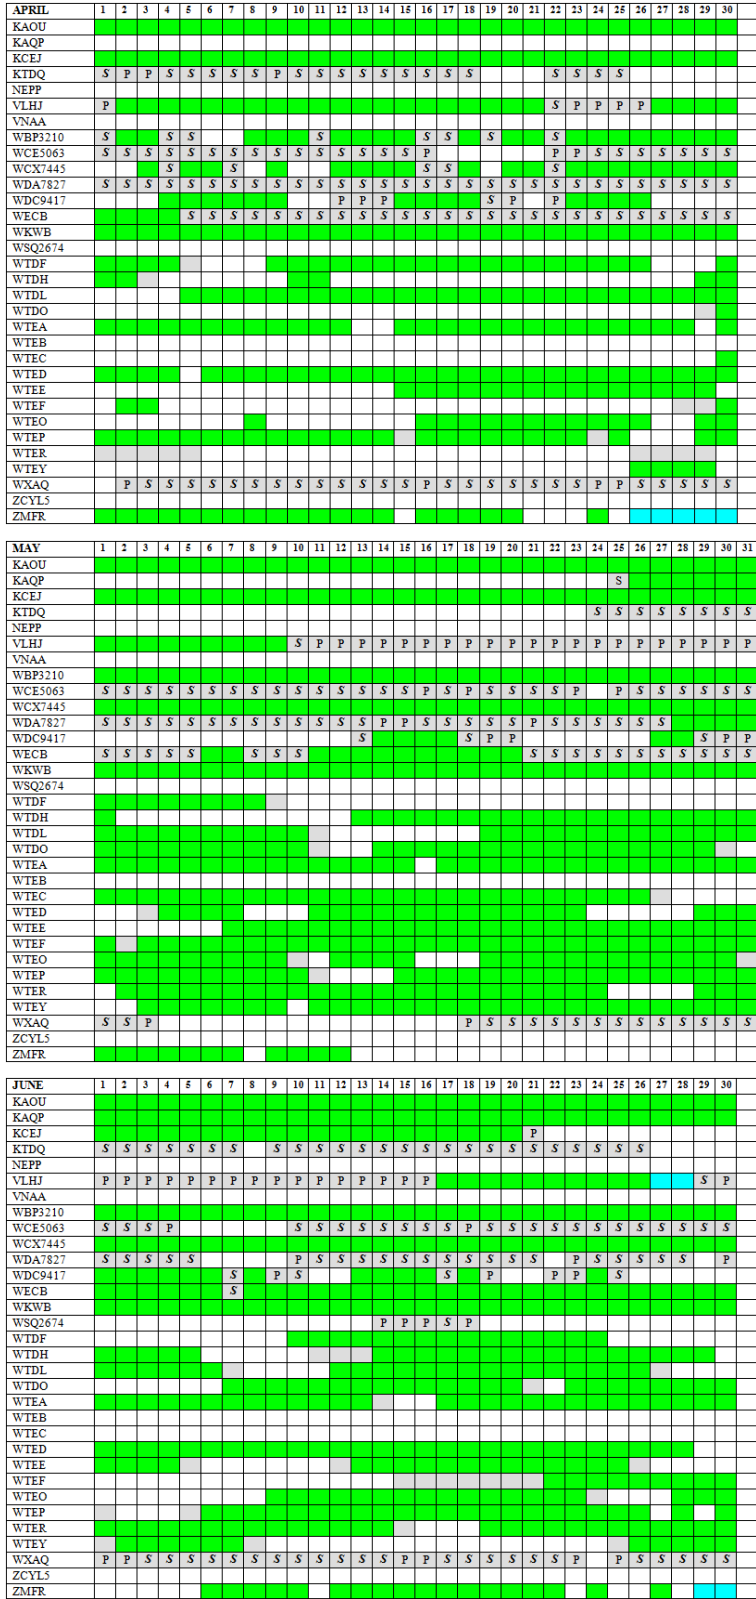 APRIL 1 2 3 4 5 6 7 8 9 10 11 12 13 14 15 16 17 18 19 20 21 22 23 24 25 26 27 28 29 30
KAOU
KAQP
KCEJ
KTDQ S P P S S S S S P S S S S S S S S S S S S S
NEPP
VLHJ P S P P P P
VNAA
WBP3210 S S S S S S S S
WCE5063 S S S S S S S S S S S S S S S P P P S S S S S S S
WCX7445 S S S S S
WDA7827 S S S S S S S S S S S S S S S S S S S S S S S S S S S S S S
WDC9417 P P P S P P
WECB S S S S S S S S S S S S S S S S S S S S S S S S S S
WKWB
WSQ2674
WTDF
WTDH
WTDL
WTDO
WTEA
WTEB
WTEC
WTED
WTEE
WTEF
WTEO
WTEP
WTER
WTEY
WXAQ P S S S S S S S S S S S S S P S S S S S S S P P S S S S S
ZCYL5
ZMFR
MAY 1 2 3 4 5 6 7 8 9 10 11 12 13 14 15 16 17 18 19 20 21 22 23 24 25 26 27 28 29 30 31
KAOU
KAQP S
KCEJ
KTDQ S S S S S S S S
NEPP
VLHJ S P P P P P P P P P P P P P P P P P P P P P
VNAA
WBP3210
WCE5063 S S S S S S S S S S S S S S S P S P S S S S P P S S S S S S
WCX7445
WDA7827 S S S S S S S S S S S S S P P S S S S S P S S S S S S
WDC9417 S S P P S P P
WECB S S S S S S S S S S S S S S S S S S S
WKWB
WSQ2674
WTDF
WTDH
WTDL
WTDO
WTEA
WTEB
WTEC
WTED
WTEE
WTEF
WTEO
WTEP
WTER
WTEY
WXAQ S S P P S S S S S S S S S S S S S
ZCYL5
ZMFR
JUNE 1 2 3 4 5 6 7 8 9 10 11 12 13 14 15 16 17 18 19 20 21 22 23 24 25 26 27 28 29 30
KAOU
KAQP
KCEJ P
KTDQ S S S S S S S S S S S S S S S S S S S S S S S S S
NEPP
VLHJ P P P P P P P P P P P P P P P P S P
VNAA
WBP3210
WCE5063 S S S P S S S S S S S S P S S S S S S S S S S S S
WCX7445
WDA7827 S S S S S P S S S S S S S S S S S P S S S S S P
WDC9417 S P S S P P P S
WECB S
WKWB
WSQ2674 P P P S P
WTDF
WTDH
WTDL
WTDO
WTEA
WTEB
WTEC
WTED
WTEE
WTEF
WTEO
WTEP
WTER
WTEY
WXAQ P P S S S S S S S S S S S S P P S S S S S S P P S S S S S
ZCYL5
ZMFR